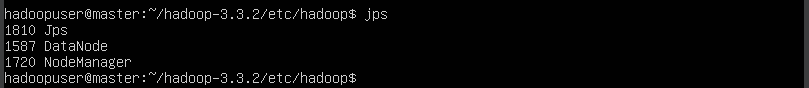 hadoopuser@master:~/hadoop-3.3.2/etc/hadoop$ jps
1810 Jps
1587 DataNode
1720 NodeManager
hadoopuser@master:~/hadoop-3.3.2/etc/hadoop$